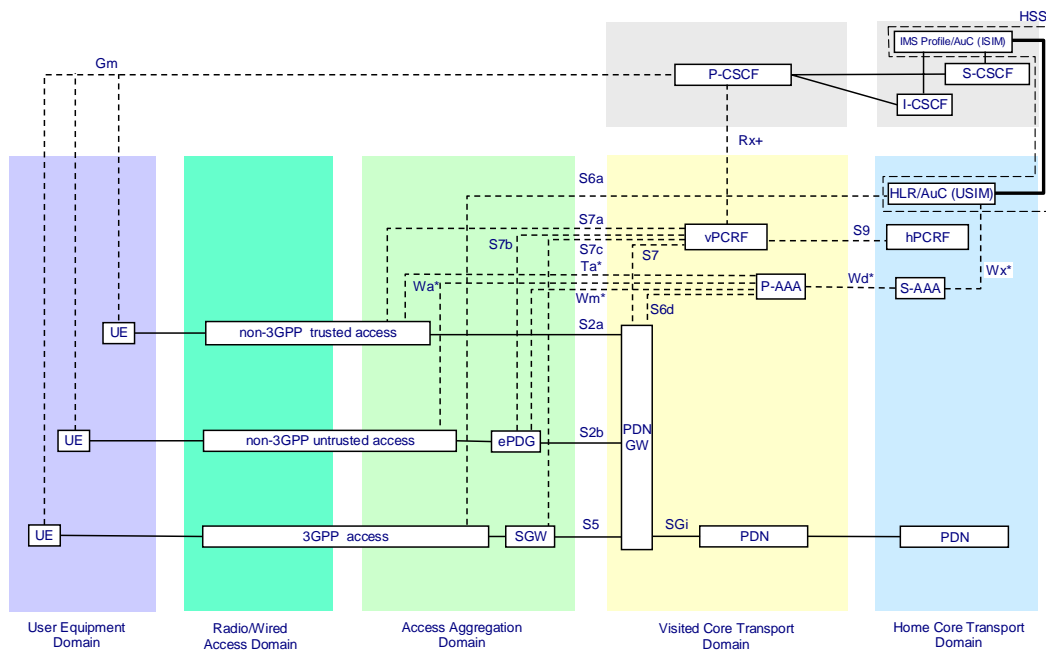 HSS
IMS Profile/AuC (ISIM)
Gm
P-CSCF
S-CSCF
I-CSCF
Rx+
S6a
HLR/AuC (USIM)
S7a
S7b
S7c
vPCRF
S9
hPCRF
S7
Ta*
Wa*
Wm*
P-AAA
Wd*
S-AAA
Wx*
S6d
UE
non-3GPP trusted access
S2a
UE
non-3GPP untrusted access
ePDG
S2b
PDN
GW
UE
3GPP access
SGW
S5
SGi
PDN
PDN
User Equipment
Domain
Radio/Wired
Access Domain
Access Aggregation
Domain
Visited Core Transport
Domain
Home Core Transport
Domain